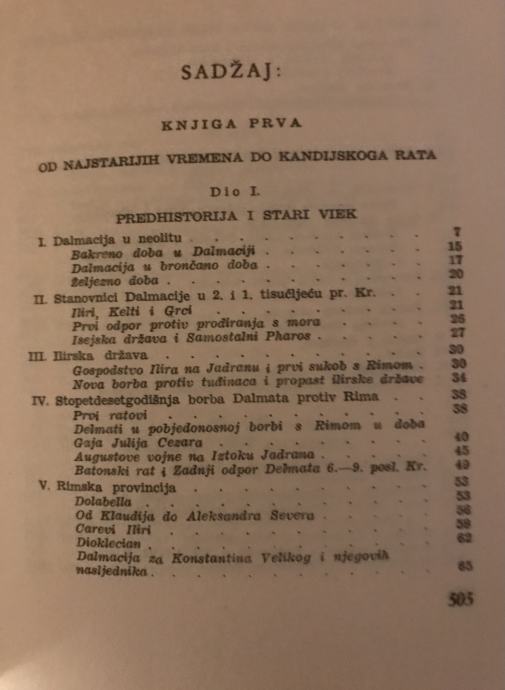 SADŽAJ:
KNJIGA PRVA
OD NAJSTARIJIH VREMENA DO KANDIJSKOGA RATA
Dio I.
PREDHISTORIJA I STARI VIEK
I. Dalmacija u neolitu . . . . . . . . . 7
Bakreno doba u Dalmaciji . . . . . . 15
Dalmacija u brončano doba . . . . . . 17
Željezno doba . . . . . . . . . 20
II. Stanovnici Dalmacije u 2. i 1. tisućljeću pr. Kr. . . 21
Iliri, Kelti i Grci . . . . . . . . 21
Prvi odpor protiv prodiranja s mora . . . . 26
Isejska država i Samostalni Pharos . . . . 27
III. Ilirska država . . . . . . . . . . 30
Gospodstvo Ilira na Jadranu i prvi sukob s Rimom . 30
Nova borba protiv tuđinaca i propast ilirske države 34
IV. Stopetdesetgodišnja borba Dalmata protiv Rima . . 38
Prvi ratovi . . . . . . . . . 38
Delmati u pobjedonosnoj borbi s Rimom u doba
Gaja Julija Cezara . . . . . . . . 40
Augustove vojne na Iztoku Jadrana . . . . 45
Batonski rat i Zadnji odpor Delmata 6.—9. posl. Kr. 49
V. Rimska provincija . . . . . . . . . 53
Dolabella . . . . . . . . . . 53
Od Klaudija do Aleksandra Severa . . . . 56
Carevi Iliri . . . . . . . . . 58
Dioklecian . . . . . . . . . . 62
Dalmacija za Konstantina Velikog i njegovih
nasljednika . . . . . . . . . . 65
505